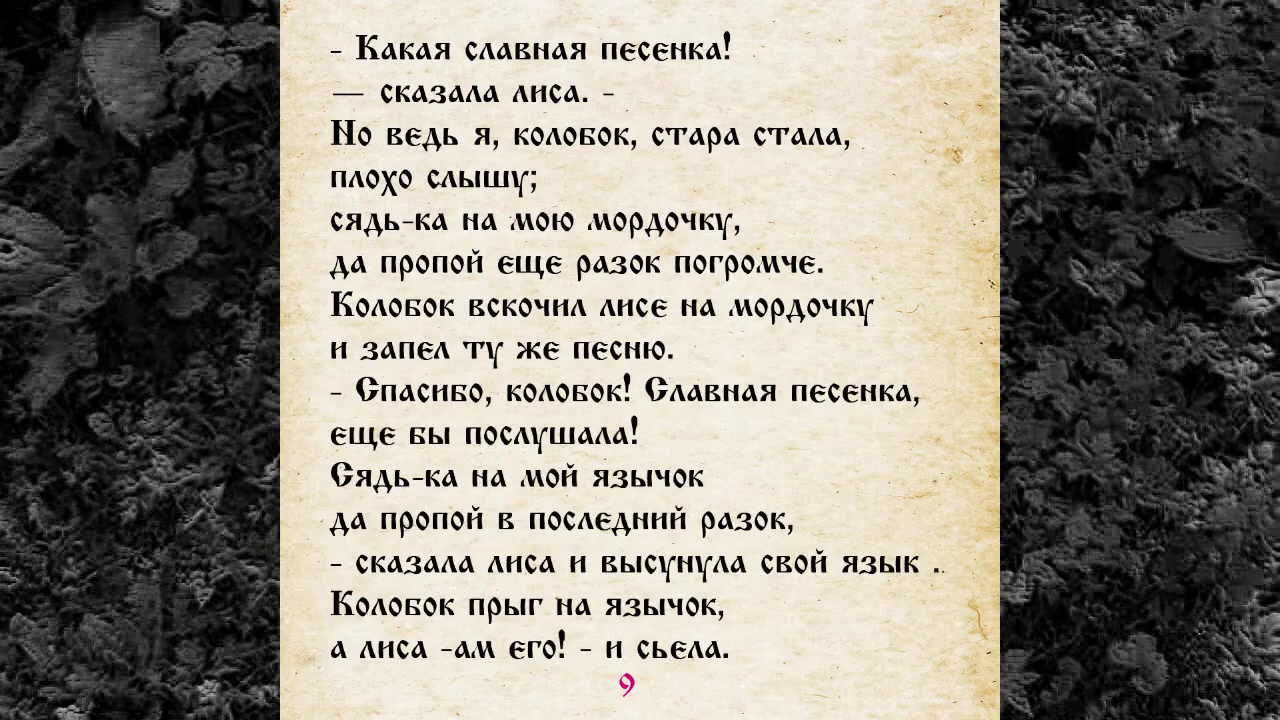 - Какая славная песенка!
— сказала лиса. -
Но ведь я, колобок, стара стала,
плохо слышу;
сядь-ка на мою мордочку,
да пропой еще разок погромче.
Колобок вскочил лисе на мордочку
и запел ту же песню.
- Спасибо, колобок! Славная песенка,
еще бы послушала!
Сядь-ка на мой язычок
да пропой в последний разок,
- сказала лиса и высунула свой язык .
Колобок прыг на язычок,
а лиса -ам его! - и сьела.
9